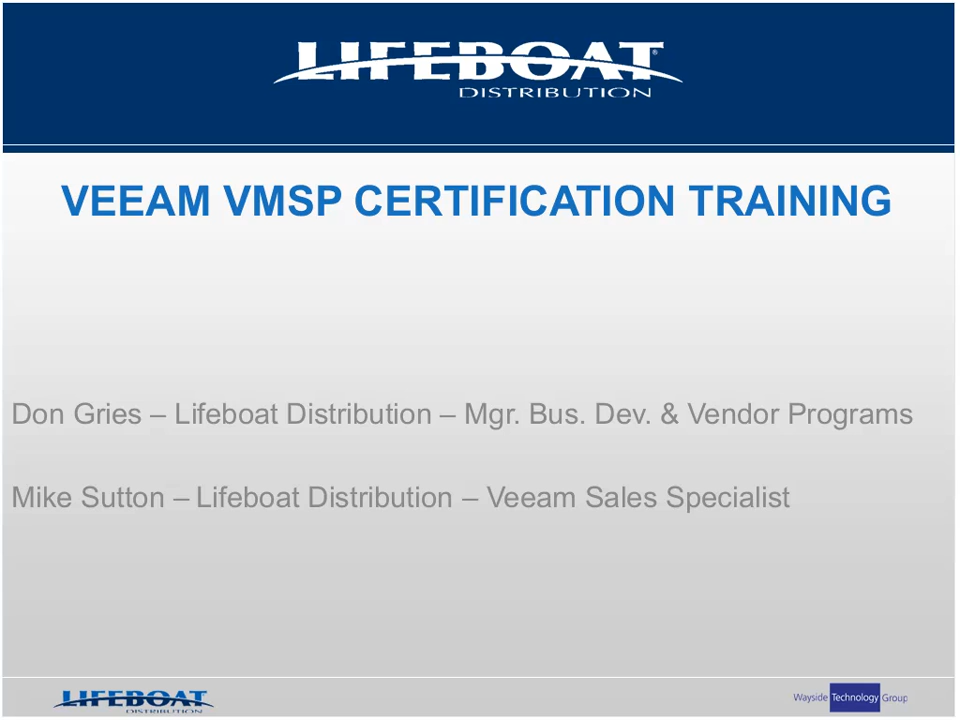 LIFEBOAT®
DISTRIBUTION
VEEAM VMSP CERTIFICATION TRAINING
Don Gries – Lifeboat Distribution – Mgr. Bus. Dev. & Vendor Programs
Mike Sutton – Lifeboat Distribution – Veeam Sales Specialist
LIFEBOAT
DISTRIBUTION
Wayside Technology Group